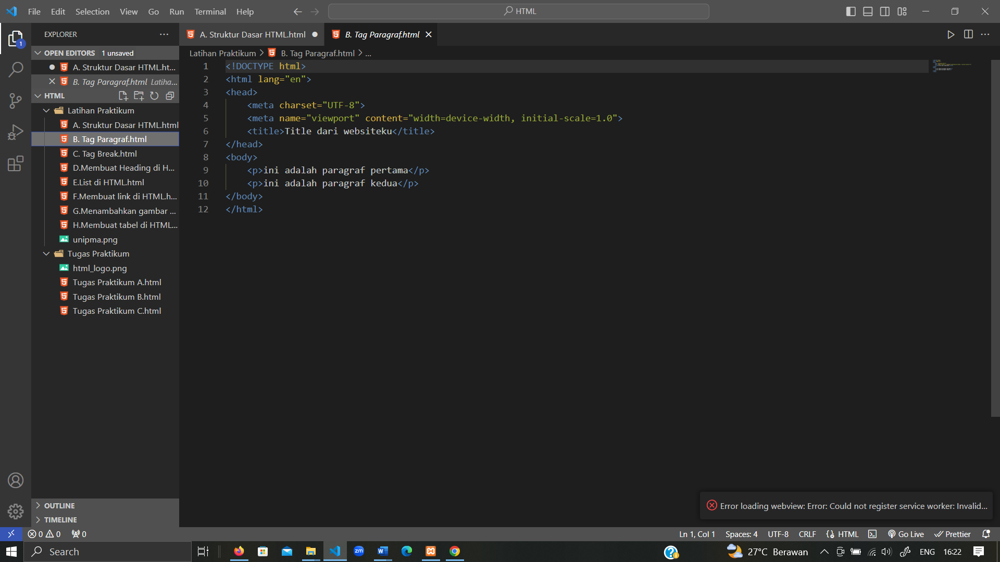 File Edit Selection View Go Run Terminal Help
HTML
EXPLORER
OPEN EDITORS 1 unsaved
A. Struktur Dasar HTML.ht...
B. Tag Paragraf.html Latiha...
HTML
Latihan Praktikum
A. Struktur Dasar HTML.html
B. Tag Paragraf.html
C. Tag Break.html
D.Membuat Heading di H...
E.List di HTML.html
F.Membuat link di HTML.h...
G.Menambahkan gambar ...
H.Membuat tabel di HTML...
unipma.png
Tugas Praktikum
html_logo.png
Tugas Praktikum A.html
Tugas Praktikum B.html
Tugas Praktikum C.html
OUTLINE
TIMELINE
A. Struktur Dasar HTML.html
B. Tag Paragraf.html
Latihan Praktikum > B. Tag Paragraf.html > ...
1 <!DOCTYPE html>
2 <html lang="en">
3 <head>
4     <meta charset="UTF-8">
5     <meta name="viewport" content="width=device-width, initial-scale=1.0">
6     <title>Title dari websiteku</title>
7 </head>
8 <body>
9     <p>ini adalah paragraf pertama</p>
10     <p>ini adalah paragraf kedua</p>
11 </body>
12 </html>
Error loading webview: Error: Could not register service worker: Invalid...
0 0 0
Ln 1, Col 1 Spaces: 4 UTF-8 CRLF HTML Go Live Prettier
Search
zm
27°C Berawan ENG 16:22